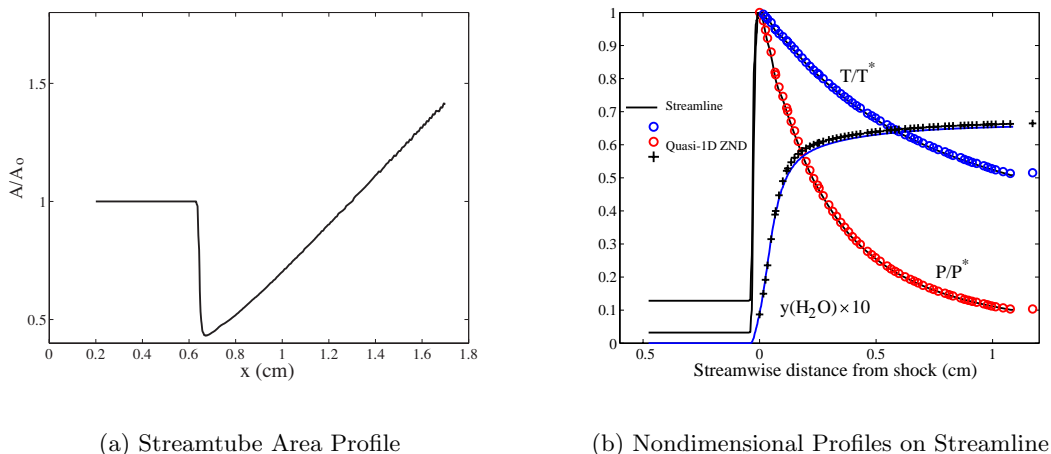 1.5
1
0.5
0
0.2
0.4
0.6
0.8
1
1.2
1.4
1.6
1.8
A/Ao
x (cm)
(a) Streamtube Area Profile
1
0.9
0.8
0.7
0.6
0.5
0.4
0.3
0.2
0.1
0
0.5
0
0.5
1
T/T*
Streamline
Quasi-1D ZND
P/P*
y(H2O)×10
Streamwise distance from shock (cm)
(b) Nondimensional Profiles on Streamline